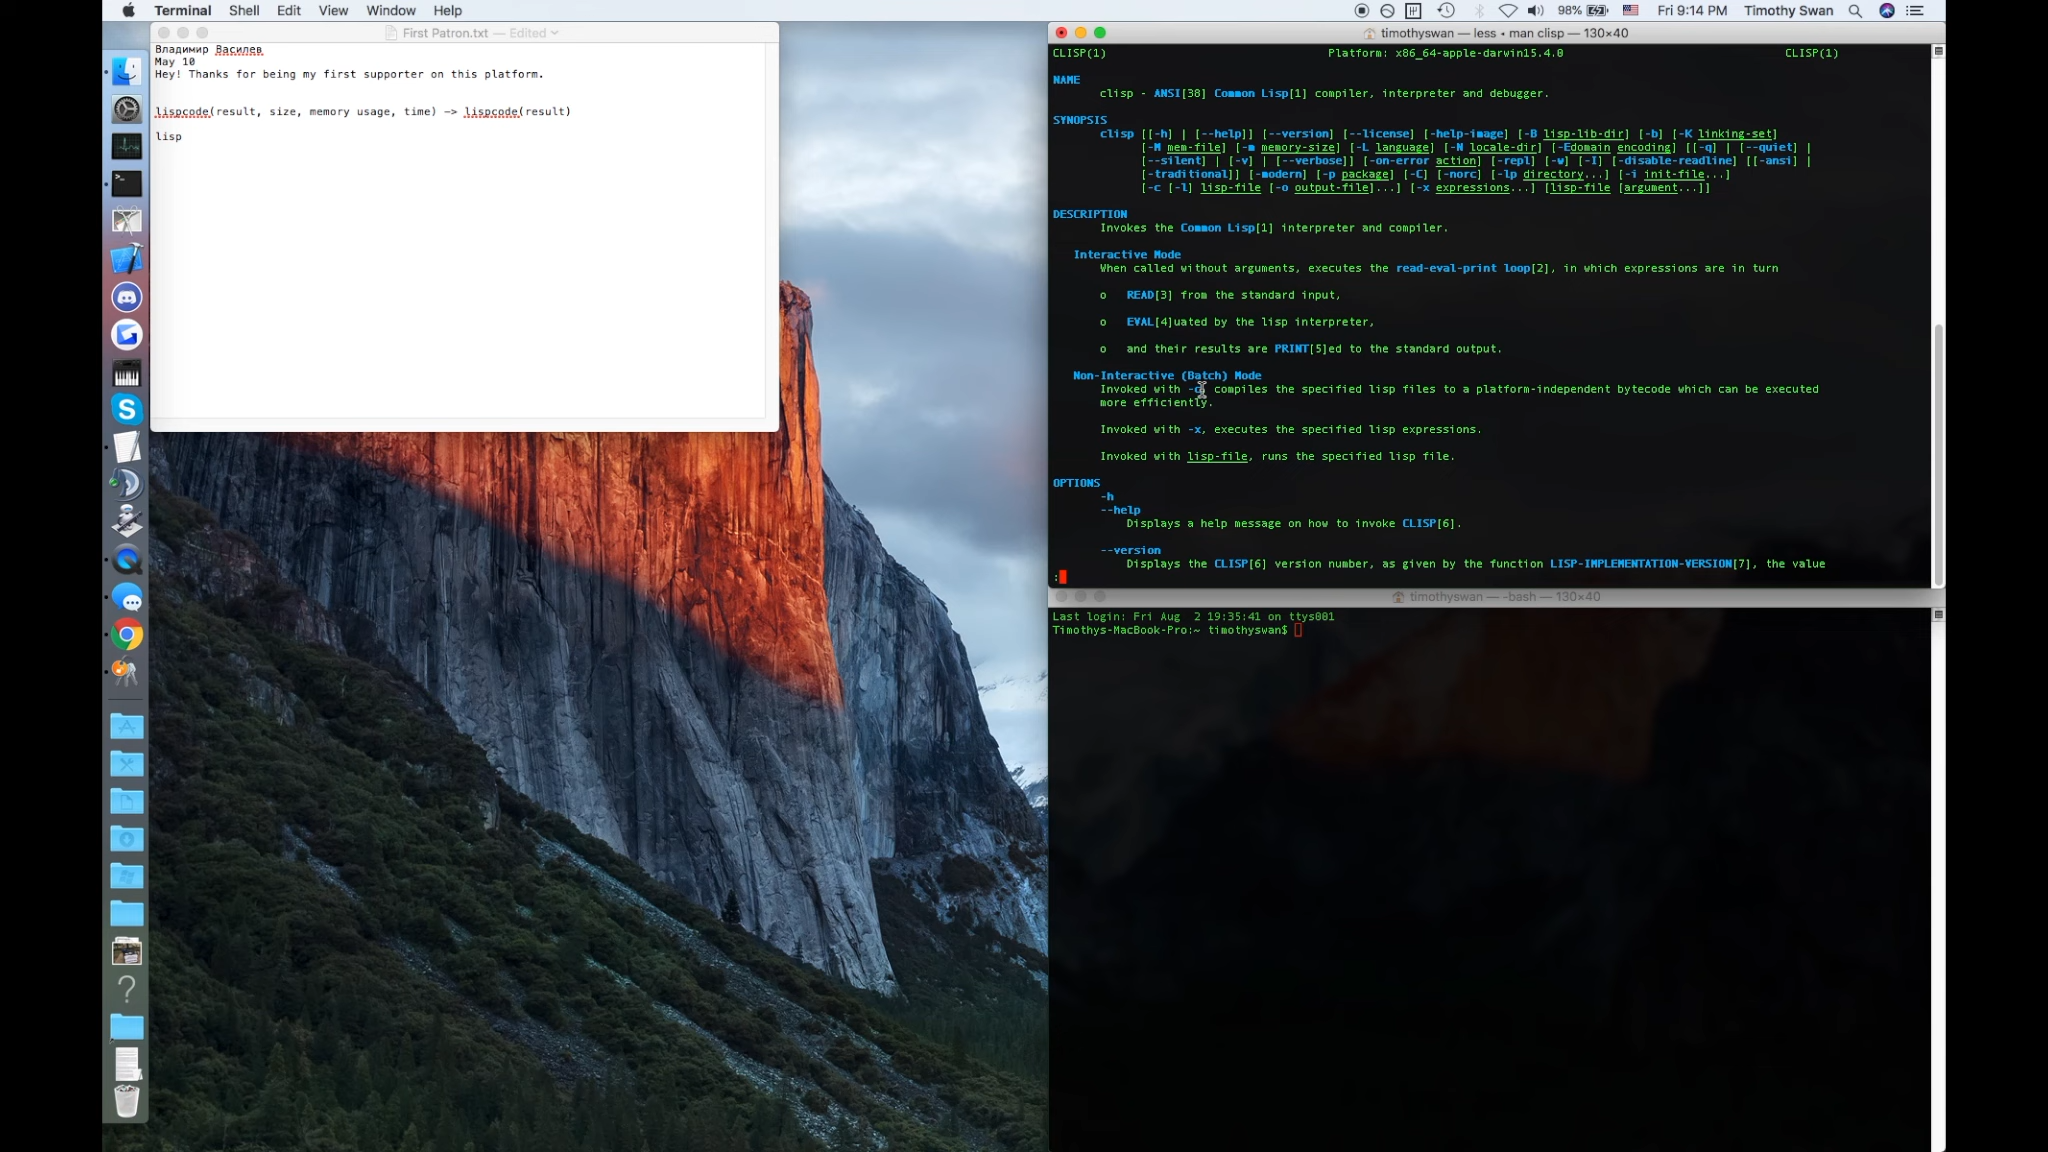 Terminal Shell Edit View Window Help
98% Fri 9:14 PM Timothy Swan
First Patron.txt — Edited
Владимир Василев
May 10
Hey! Thanks for being my first supporter on this platform.
lispcode(result, size, memory usage, time) —> lispcode(result)
lisp
timothyswan — less • man clisp — 130×40
CLISP(1) Platform: x86_64-apple-darwin15.4.0 CLISP(1)
NAME
clisp - ANSI[38] Common Lisp[1] compiler, interpreter and debugger.
SYNOPSIS
clisp [[-h] | [--help]] [--version] [--license] [-help-image] [-B lisp-lib-dir] [-b] [-K linking-set]
[-M mem-file] [-m memory-size] [-L language] [-N locale-dir] [-Edomain encoding] [[-q] | [--quiet] |
[--silent] | [-v] | [--verbose]] [-on-error action] [-repl] [-w] [-I] [-disable-readline] [[-ansi] |
[-traditional]] [-modern] [-p package] [-C] [-norc] [-lp directory...] [-i init-file...]
[-c [-l] lisp-file [-o output-file]...] [-x expressions...] [lisp-file [argument...]]
DESCRIPTION
Invokes the Common Lisp[1] interpreter and compiler.
Interactive Mode
When called without arguments, executes the read-eval-print loop[2], in which expressions are in turn
o READ[3] from the standard input,
o EVAL[4]uated by the lisp interpreter,
o and their results are PRINT[5]ed to the standard output.
Non-Interactive (Batch) Mode
Invoked with -c, compiles the specified lisp files to a platform-independent bytecode which can be executed
more efficiently.
Invoked with -x, executes the specified lisp expressions.
Invoked with lisp-file, runs the specified lisp file.
OPTIONS
-h
--help
Displays a help message on how to invoke CLISP[6].
--version
Displays the CLISP[6] version number, as given by the function LISP-IMPLEMENTATION-VERSION[7], the value
:
timothyswan — -bash — 130×40
Last login: Fri Aug 2 19:35:41 on ttys001
Timothys-MacBook-Pro:~ timothyswan$